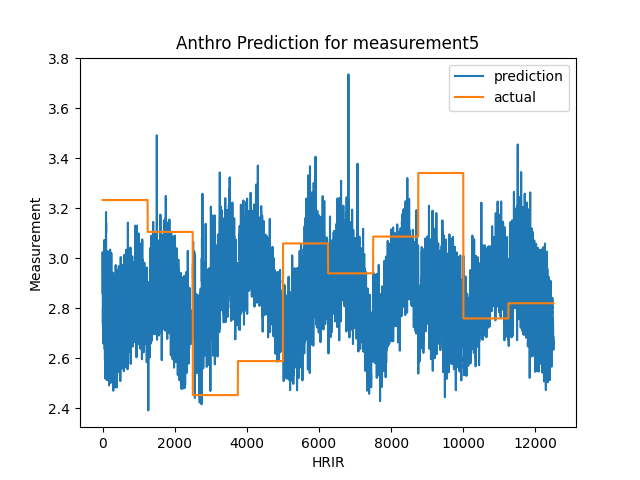 Anthro Prediction for measurement5
prediction
actual
Measurement
3.8
3.6
3.4
3.2
3.0
2.8
2.6
2.4
0 2000 4000 6000 8000 10000 12000
HRIR